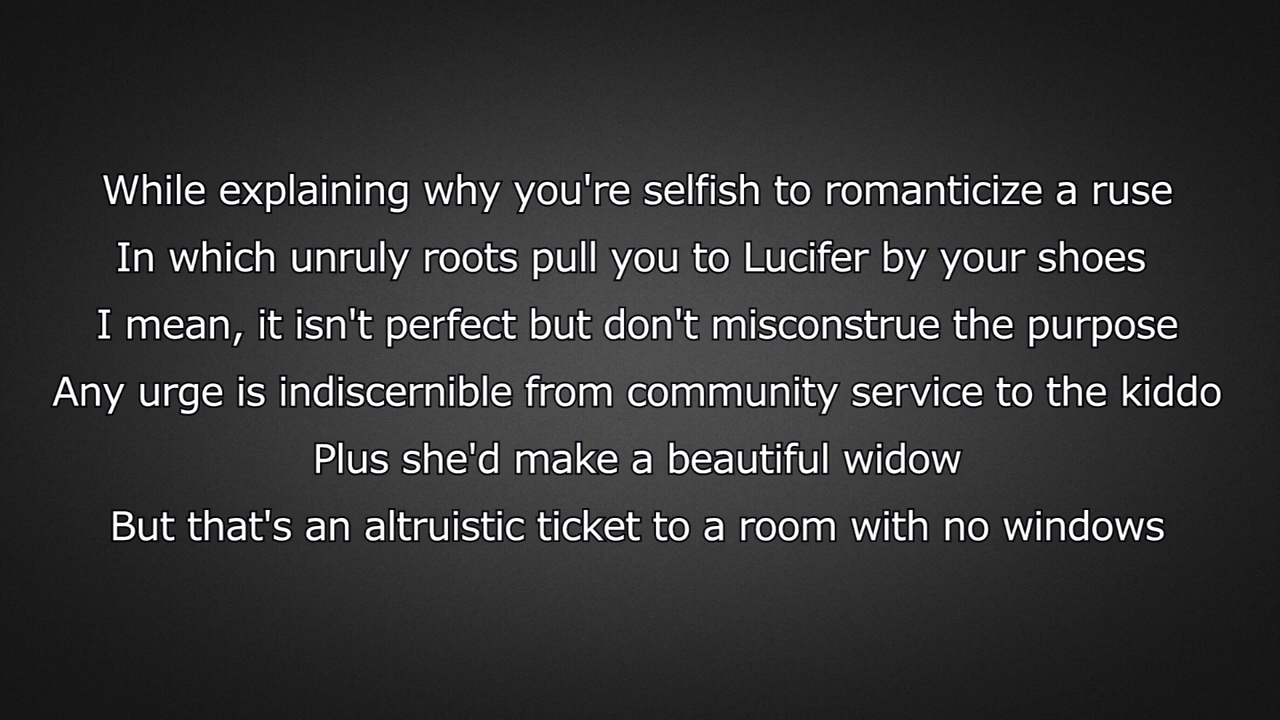 While explaining why you're selfish to romanticize a ruse
In which unruly roots pull you to Lucifer by your shoes
I mean, it isn't perfect but don't misconstrue the purpose
Any urge is indiscernible from community service to the kiddo
Plus she'd make a beautiful widow
But that's an altruistic ticket to a room with no windows